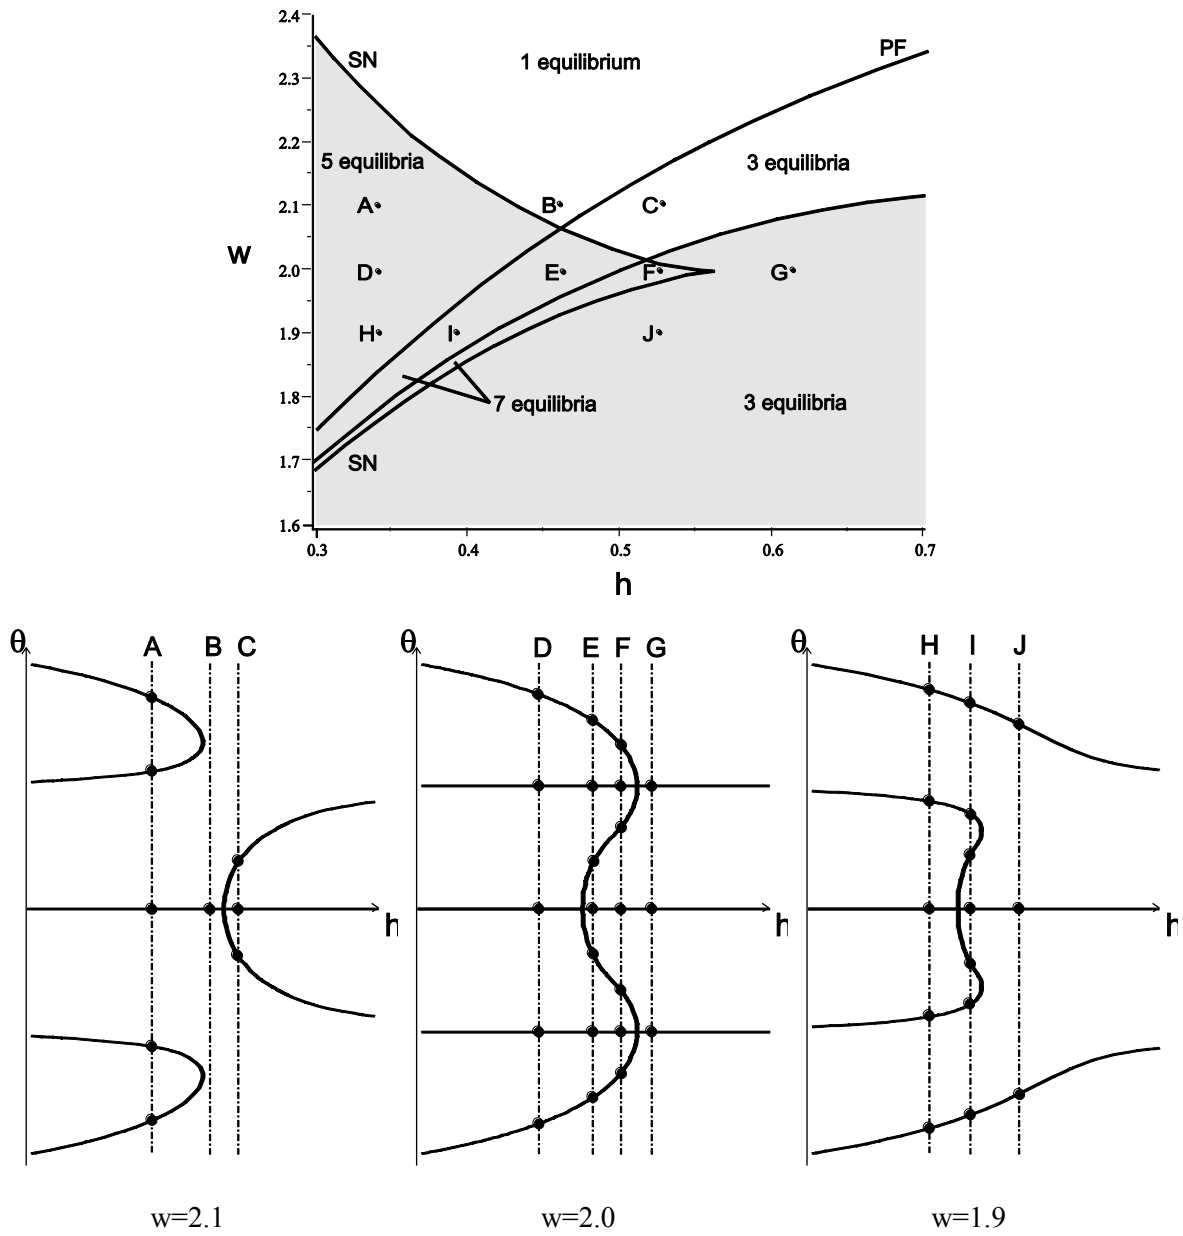 2.4
SN
1 equilibrium
PF
2.3
2.2
5 equilibria
3 equilibria
2.1
A
B
C
w
2.0
D
E
F
G
1.9
H
I
J
1.8
7 equilibria
3 equilibria
1.7
SN
1.6
0.3
0.4
0.5
0.6
0.7
h
θ
A
B
C
h
θ
D
E
F
G
h
θ
H
I
J
h
w=2.1
w=2.0
w=1.9